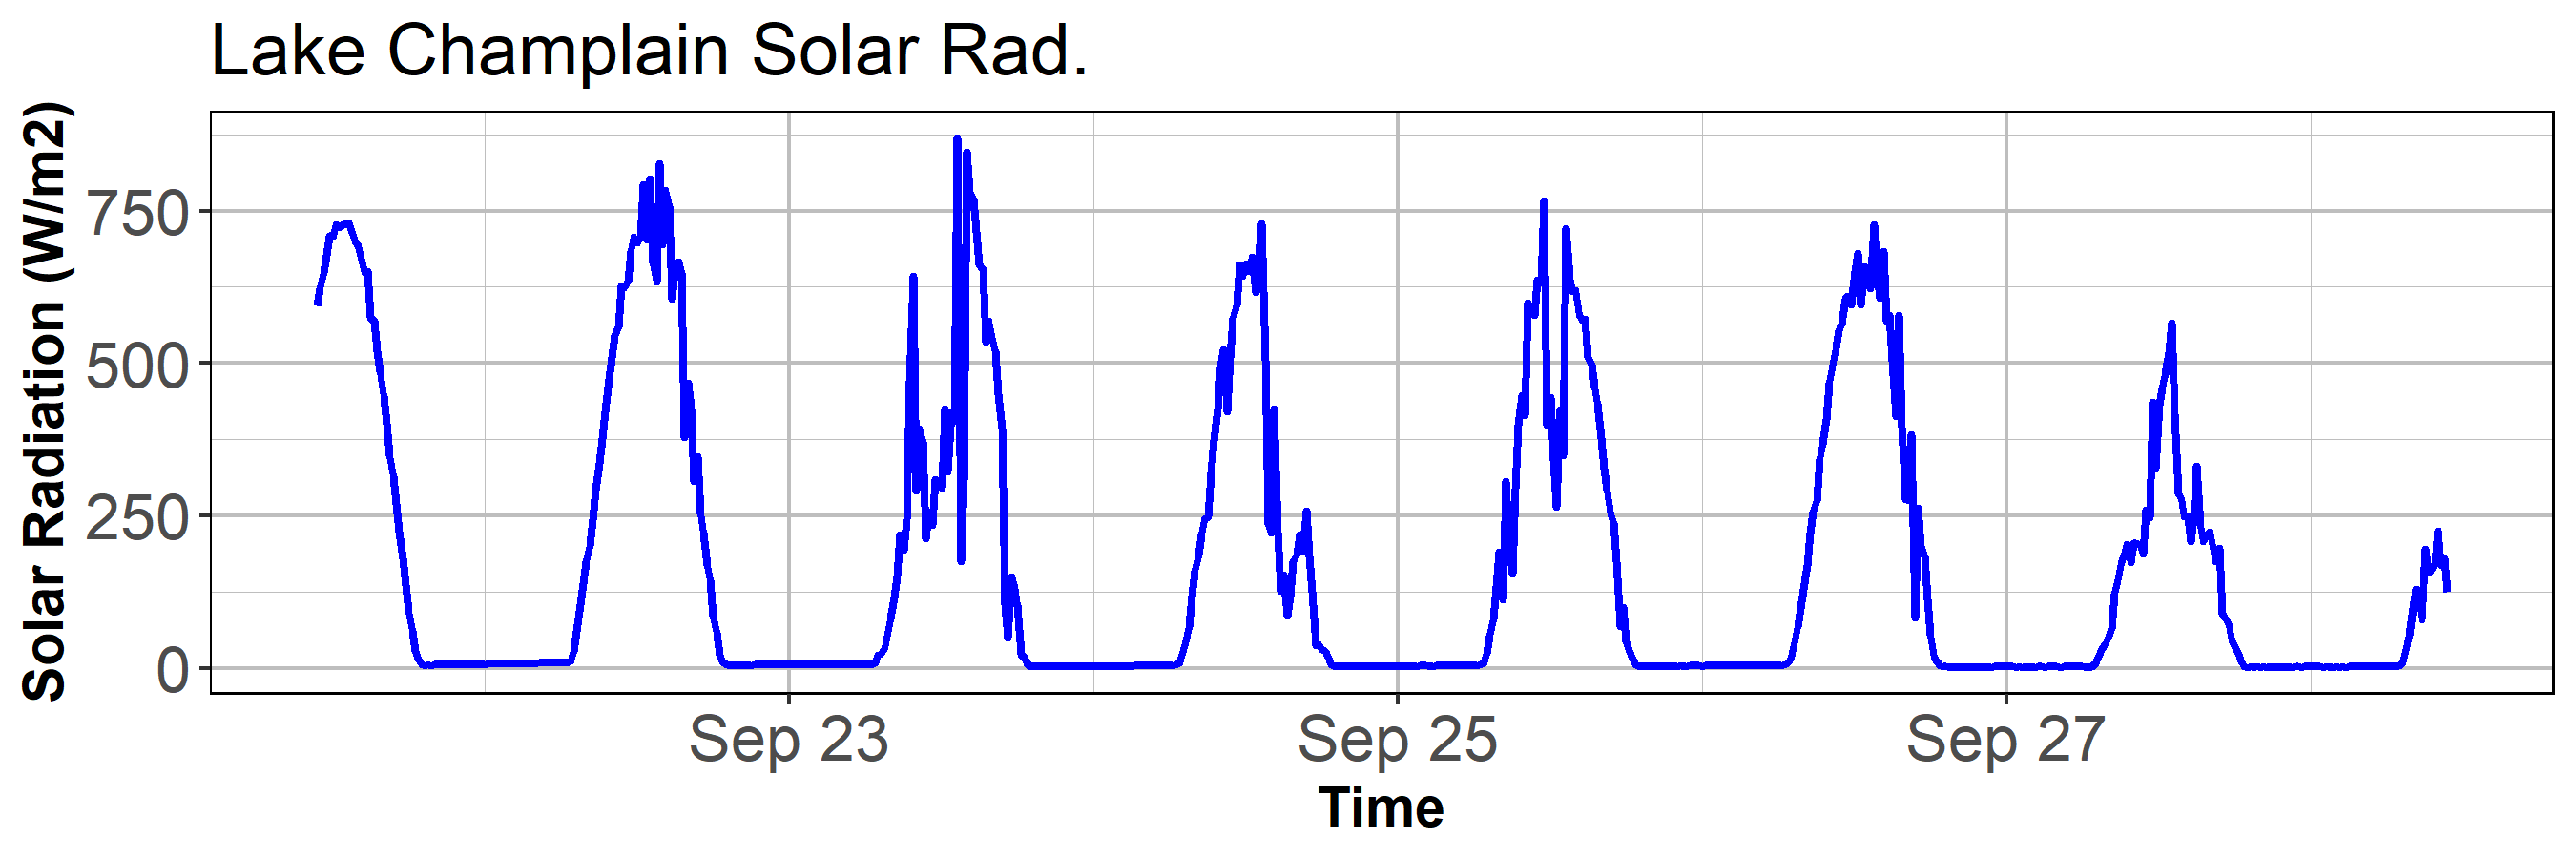 Lake Champlain Solar Rad.
Solar Radiation (W/m2)
750
500
250
0
Sep 23 Sep 25 Sep 27
Time